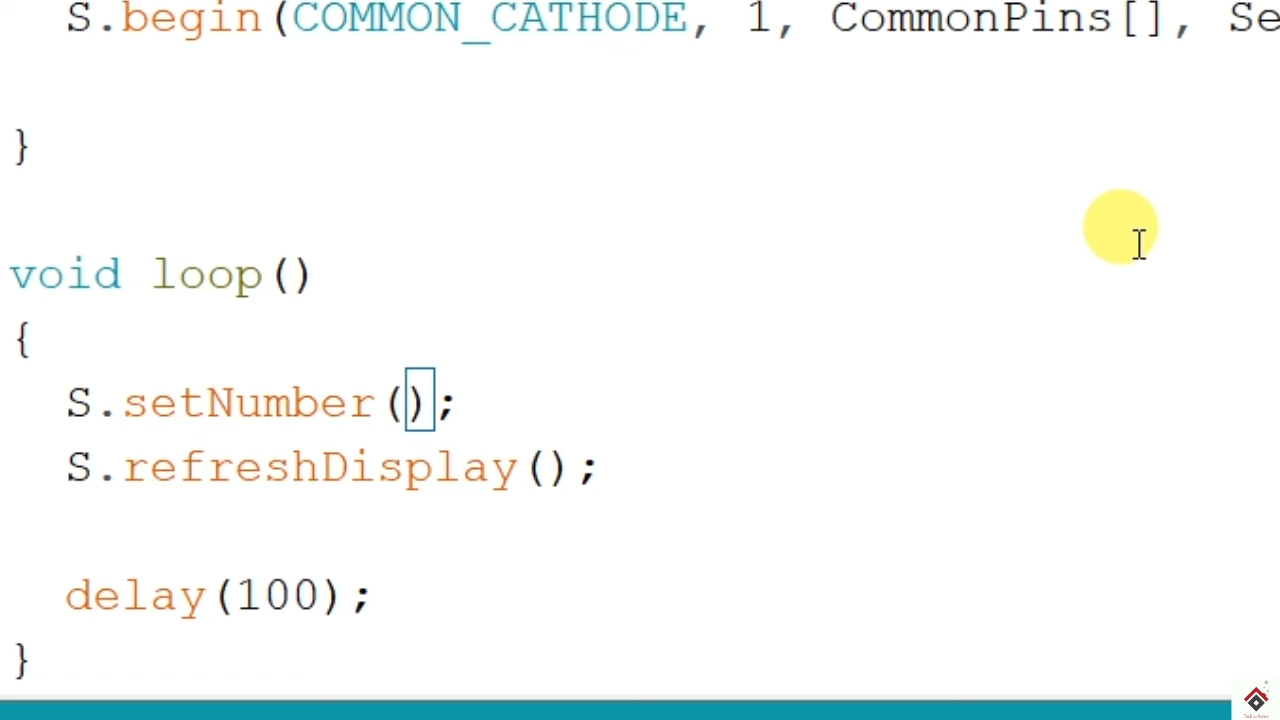 S.begin(COMMON_CATHODE, 1, CommonPins[], Se
}
void loop()
{
S.setNumber();
S.refreshDisplay();
delay(100);
}